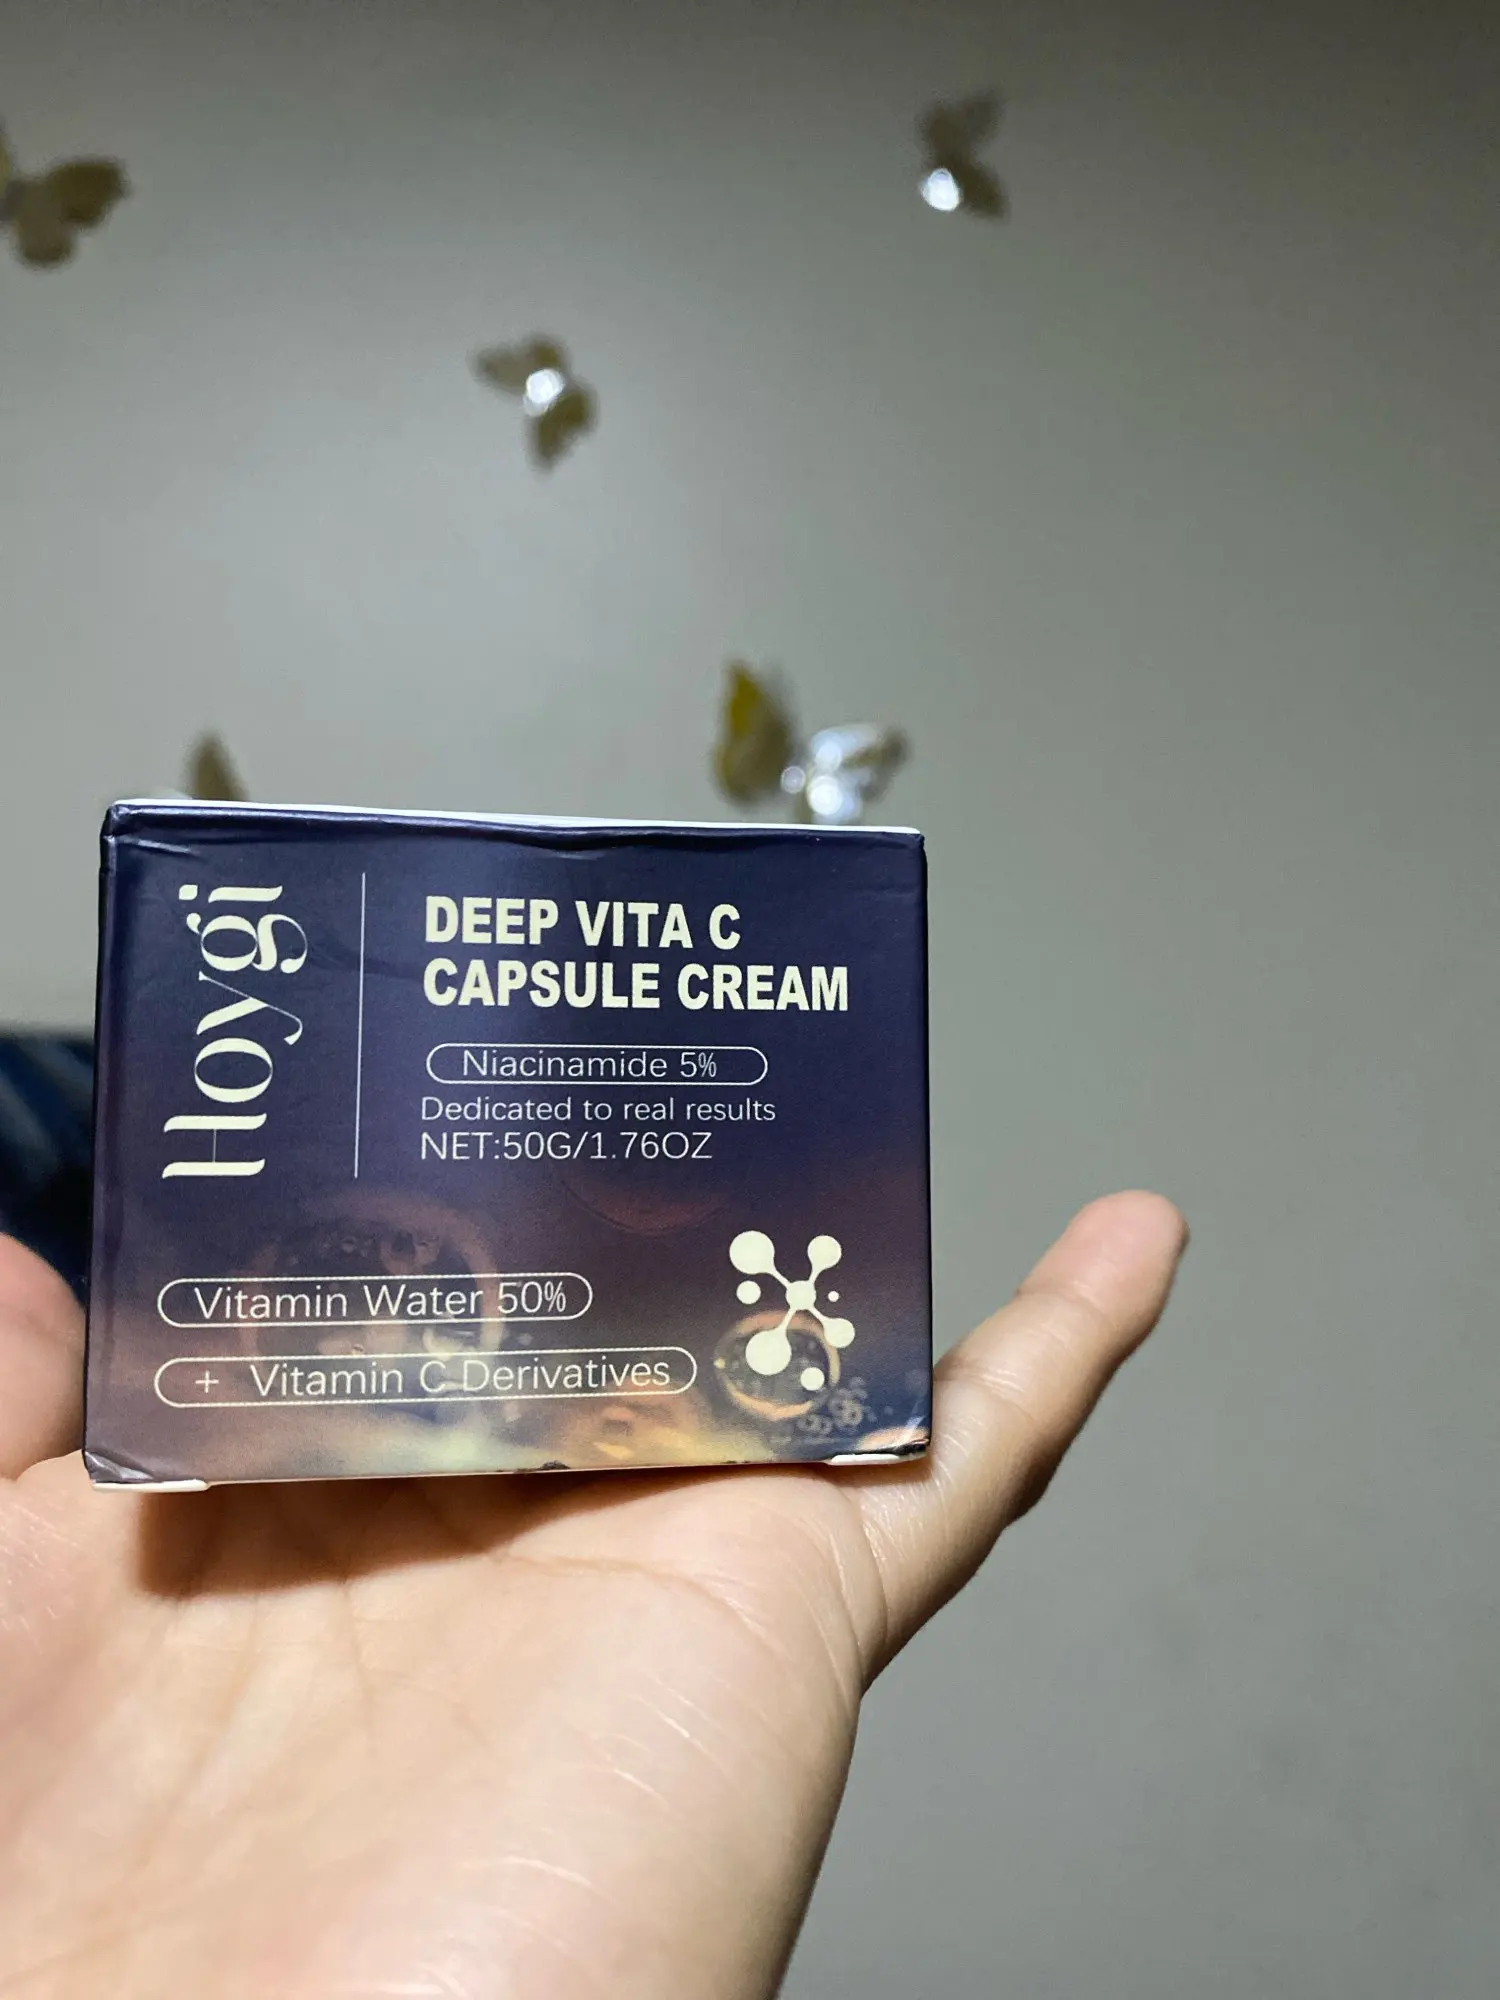 Hoygi
DEEP VITA C
CAPSULE CREAM
Niacinamide 5%
Dedicated to real results
NET:50G/1.76OZ
Vitamin Water 50%
+ Vitamin C Derivatives